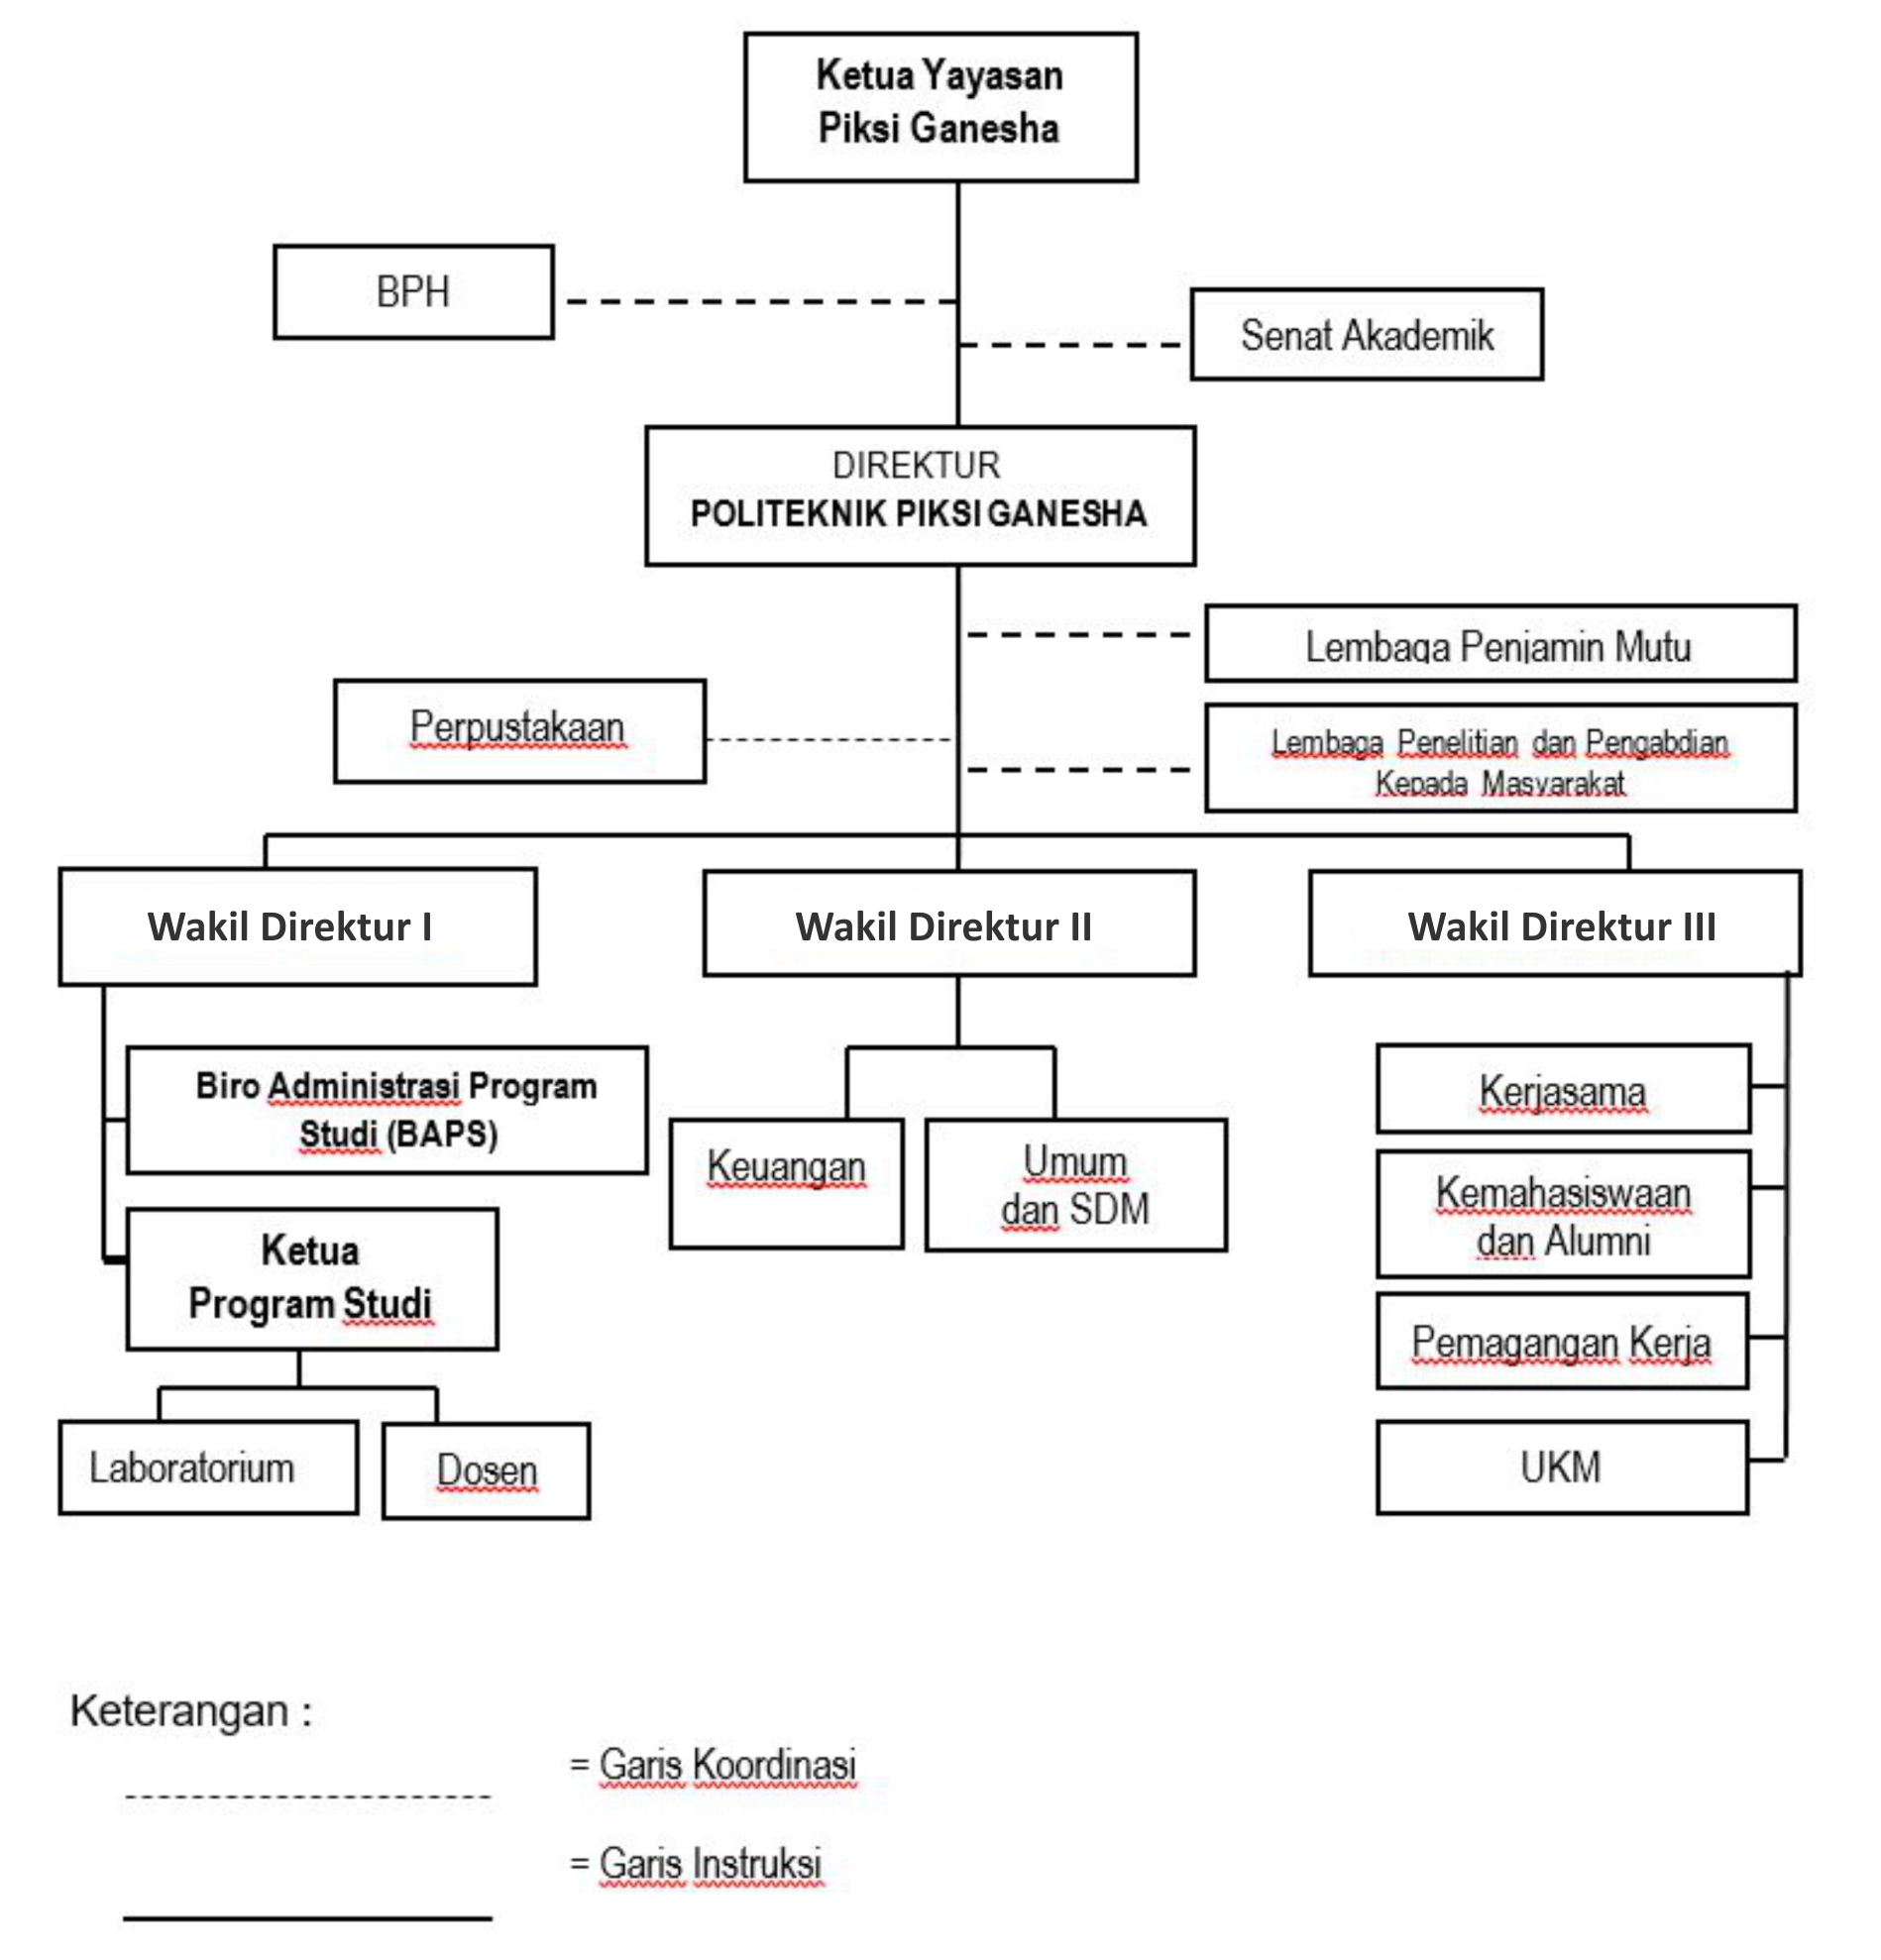 Ketua Yayasan
Piksi Ganesha
BPH
Senat Akademik
DIREKTUR
POLITEKNIK PIKSI GANESHA
Lembaga Penjamin Mutu
Perpustakaan
Lembaga Penelitian dan Pengabdian
Kepada Masyarakat
Wakil Direktur I
Wakil Direktur II
Wakil Direktur III
Biro Administrasi Program
Studi (BAPS)
Keuangan
Umum
dan SDM
Kerjasama
Kemahasiswaan
dan Alumni
Ketua
Program Studi
Pemagangan Kerja
Laboratorium
Dosen
UKM
Keterangan :
= Garis Koordinasi
= Garis Instruksi